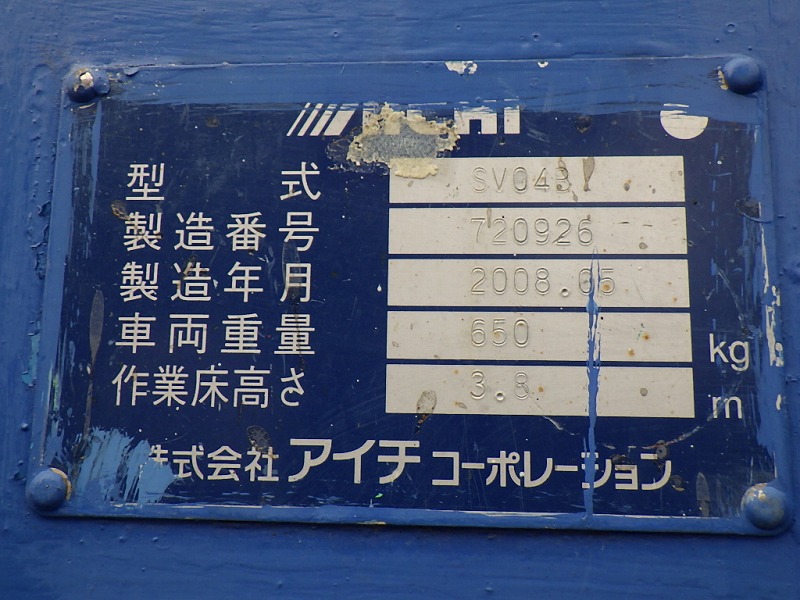 型式 SV04B
製造番号 720926
製造年月 2008.05
車両重量 650 kg
作業床高さ 3.8 m
株式会社アイチコーポレーション